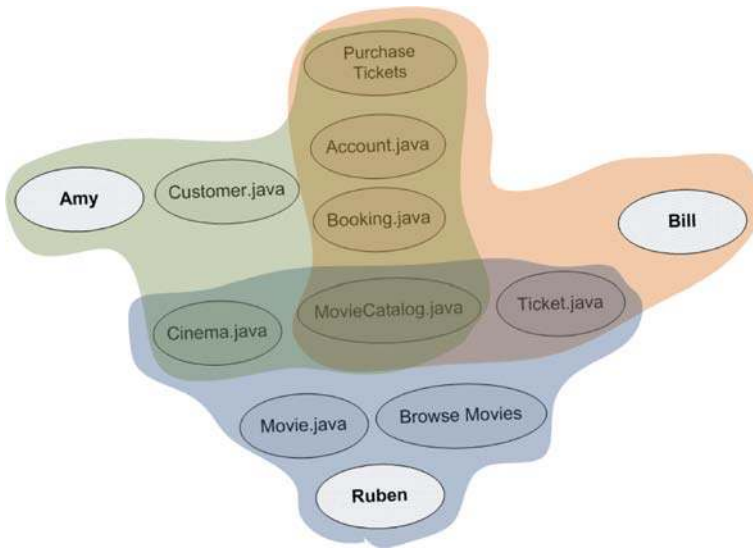 Purchase
Tickets
Account.java
Amy
Customer.java
Booking.java
Bill
Cinema.java
MovieCatalog.java
Ticket.java
Movie.java
Browse Movies
Ruben